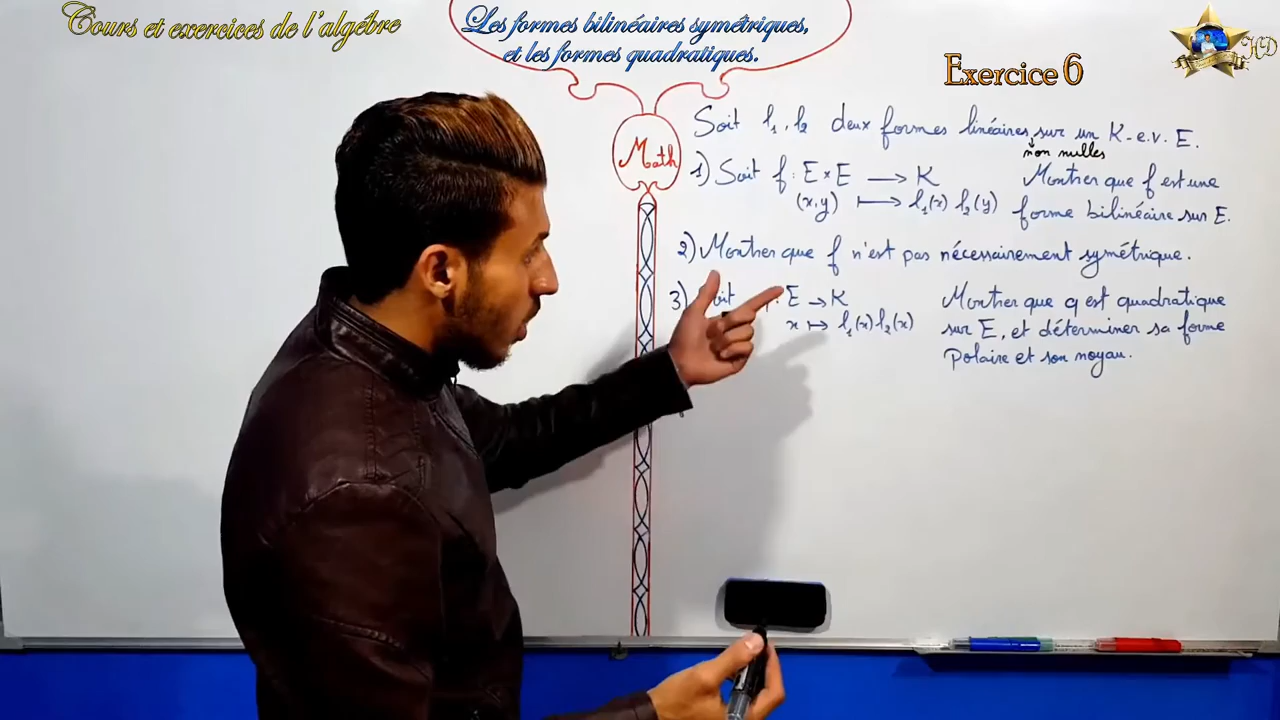 Cours et exercices de l'algébre
Les formes bilinéaires symétriques,
et les formes quadratiques.
Exercice 6
HD
Math
Soit l₁, l₂ deux formes linéaires sur un K-e.v. E.
non nulles
1) Soit f: E × E → K
(x,y) ↦ l₁(x) l₂(y)
Montrer que f est une
forme bilinéaire sur E.
2) Montrer que f n'est pas nécessairement symétrique.
3) E → K
x ↦ l₁(x) l₂(x)
Montrer que q est quadratique
sur E, et déterminer sa forme
polaire et son noyau.